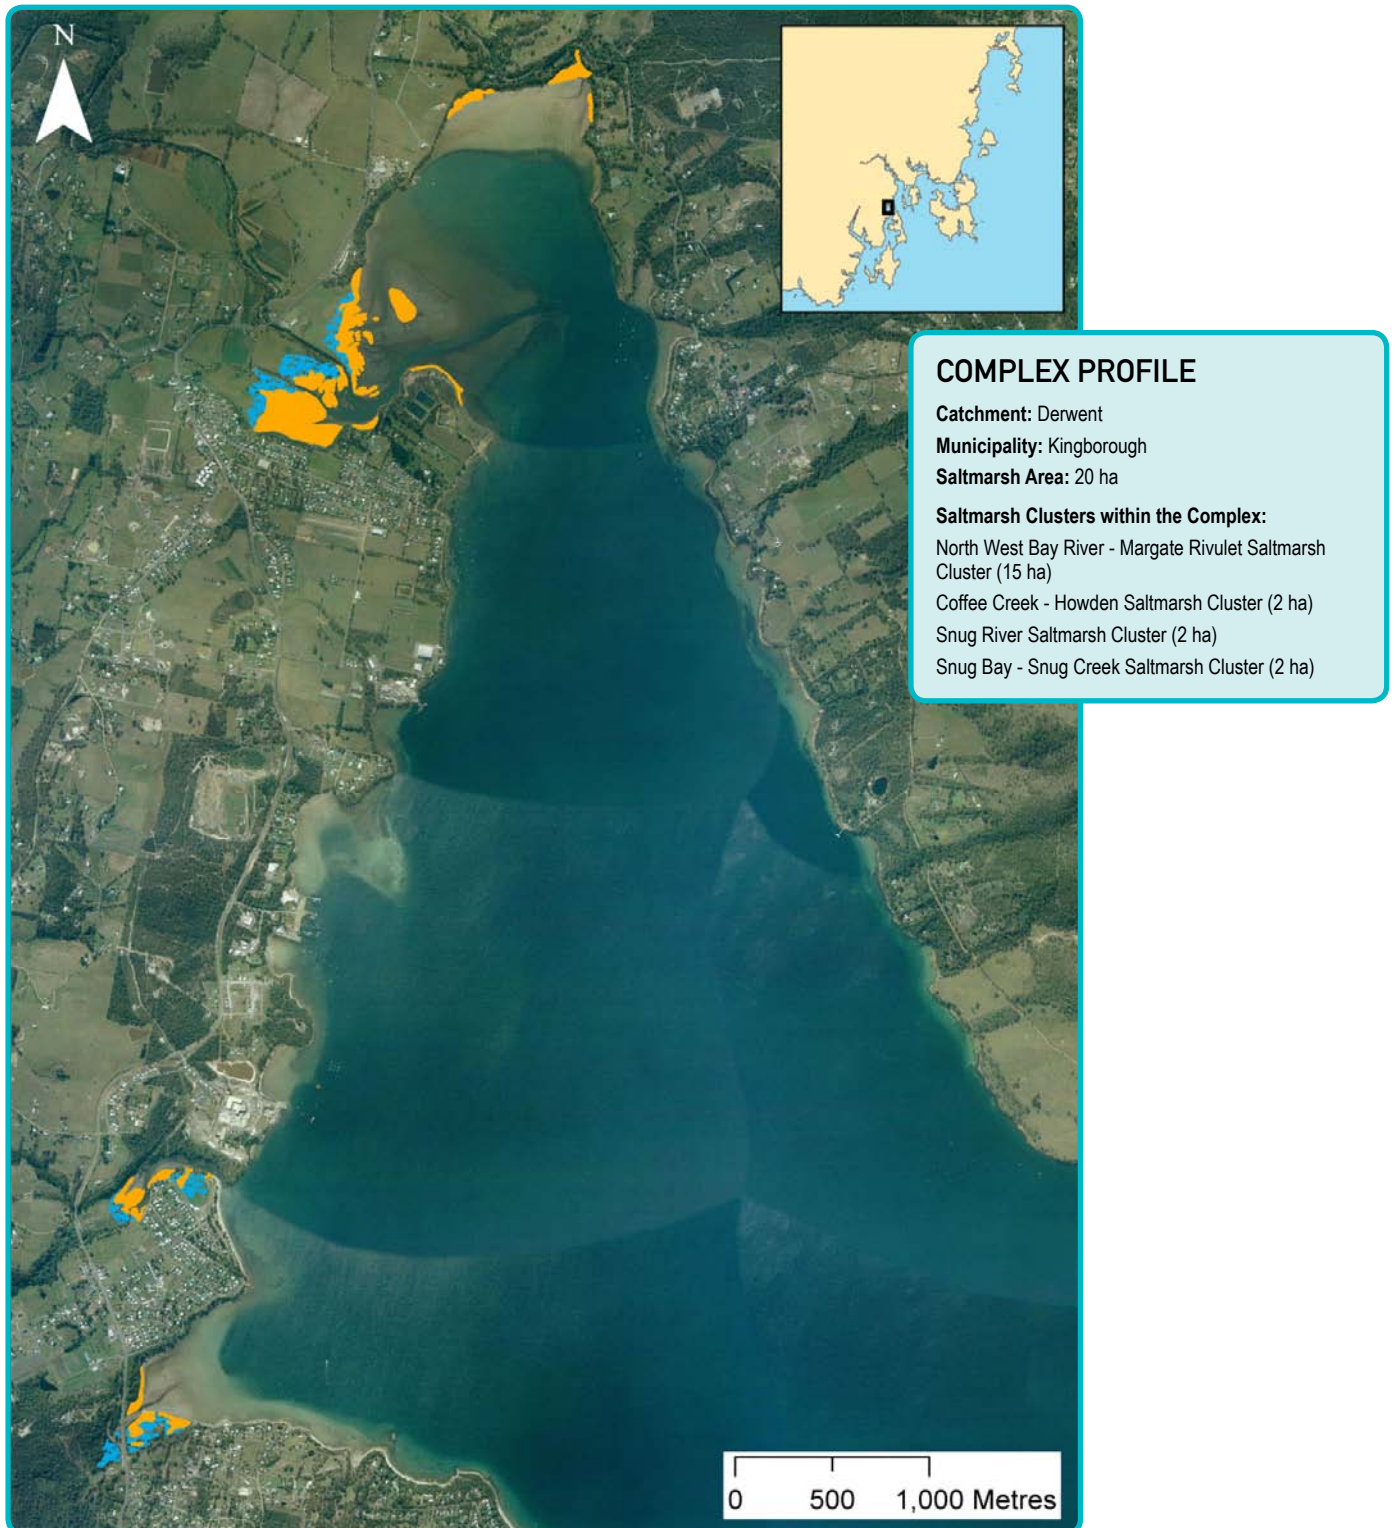 N
COMPLEX PROFILE
Catchment: Derwent
Municipality: Kingborough
Saltmarsh Area: 20 ha
Saltmarsh Clusters within the Complex:
North West Bay River - Margate Rivulet Saltmarsh
Cluster (15 ha)
Coffee Creek - Howden Saltmarsh Cluster (2 ha)
Snug River Saltmarsh Cluster (2 ha)
Snug Bay - Snug Creek Saltmarsh Cluster (2 ha)
0 500 1,000 Metres